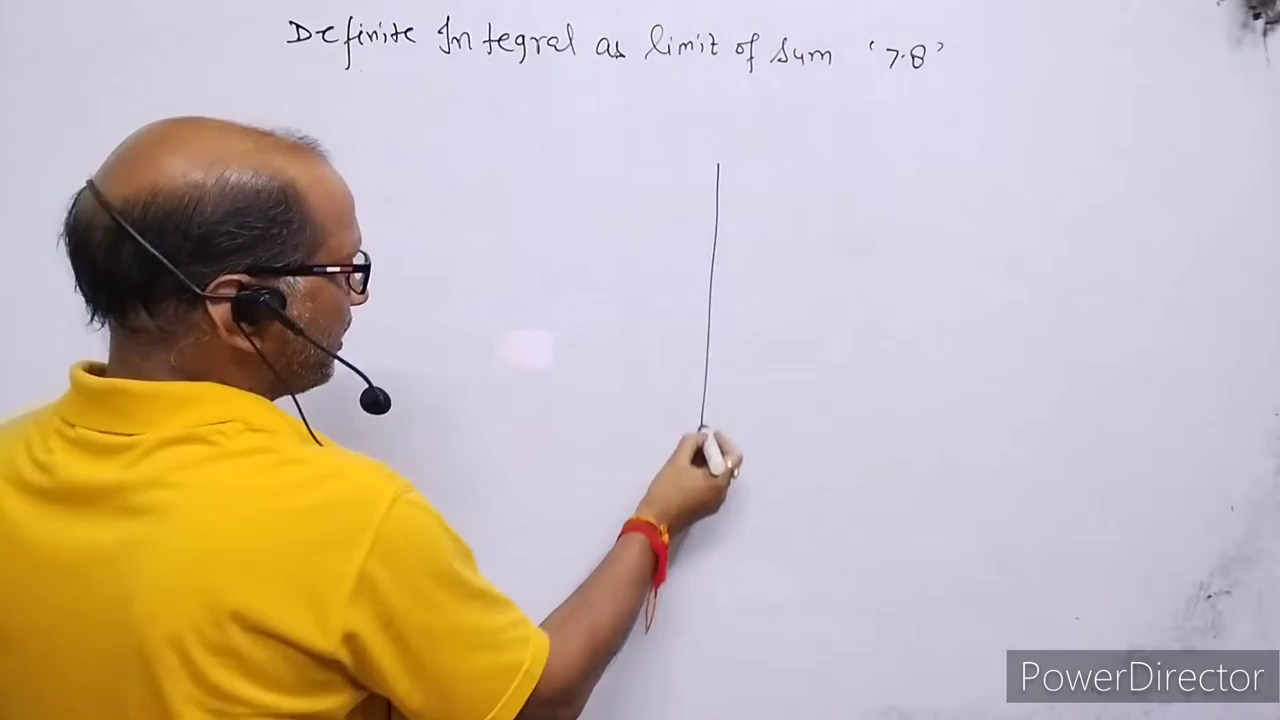 Definite Integral as limit of Sum '7.8'
PowerDirector